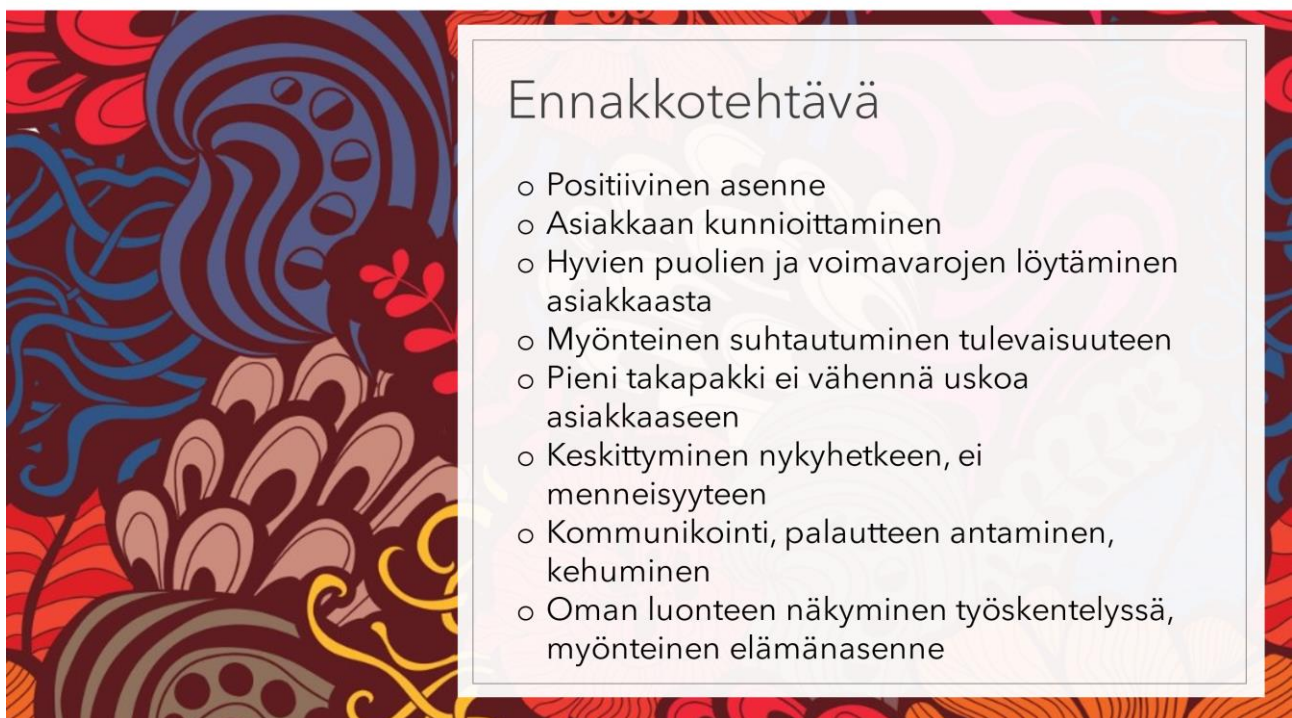 Ennakkotehtävä
o Positiivinen asenne
o Asiakkaan kunnioittaminen
o Hyvien puolien ja voimavarojen löytäminen
asiakkaasta
o Myönteinen suhtautuminen tulevaisuuteen
o Pieni takapakki ei vähennä uskoa
asiakkaaseen
o Keskittyminen nykyhetkeen, ei
menneisyyteen
o Kommunikointi, palautteen antaminen,
kehuminen
o Oman luonteen näkyminen työskentelyssä,
myönteinen elämänasenne